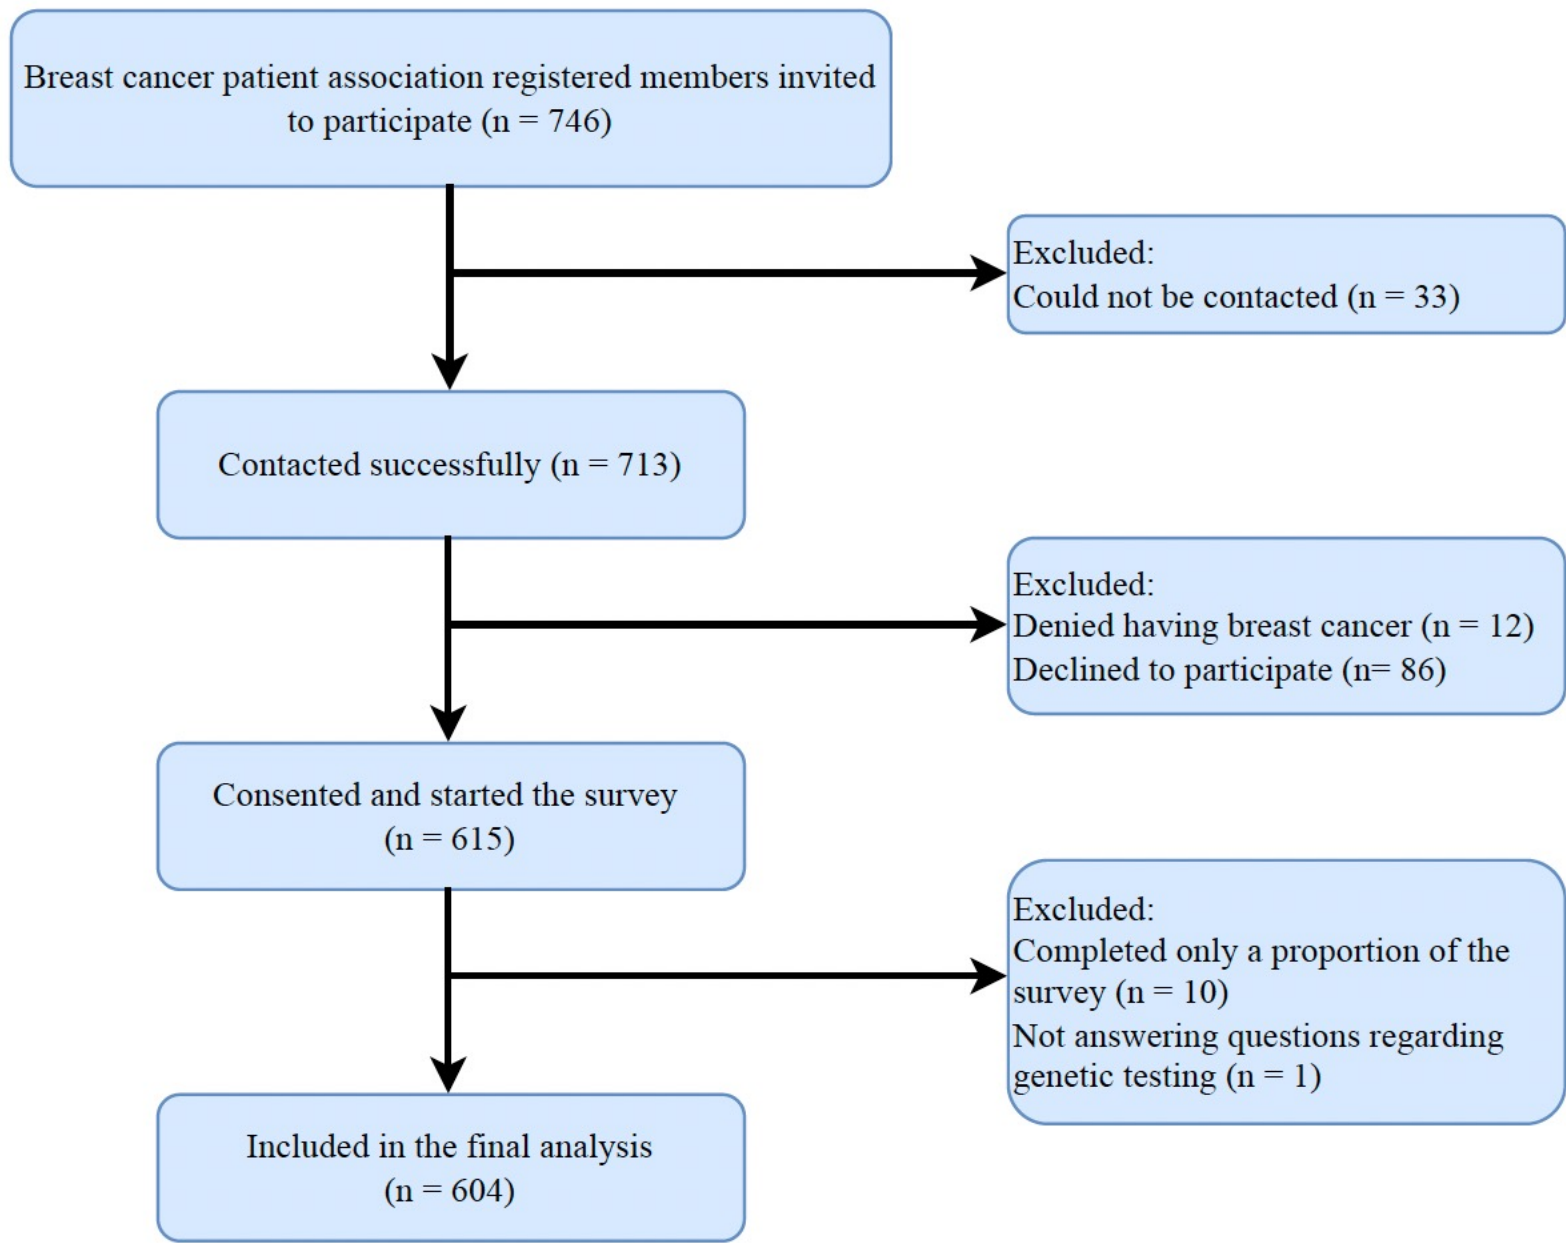 Breast cancer patient association registered members invited
to participate (n = 746)
Excluded:
Could not be contacted (n = 33)
Contacted successfully (n = 713)
Excluded:
Denied having breast cancer (n = 12)
Declined to participate (n= 86)
Consented and started the survey
(n = 615)
Excluded:
Completed only a proportion of the
survey (n = 10)
Not answering questions regarding
genetic testing (n = 1)
Included in the final analysis
(n = 604)